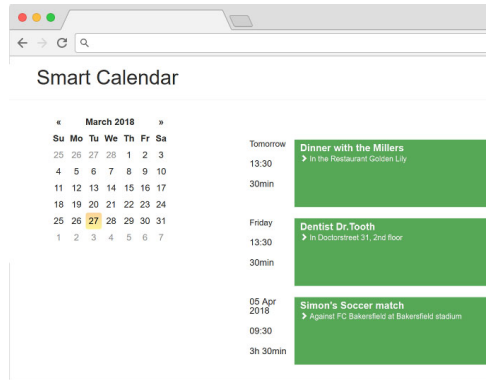 Smart Calendar
« March 2018 »
Su Mo Tu We Th Fr Sa
25 26 27 28 1 2 3
4 5 6 7 8 9 10
11 12 13 14 15 16 17
18 19 20 21 22 23 24
25 26 27 28 29 30 31
1 2 3 4 5 6 7
Tomorrow
13:30
30min
Dinner with the Millers
In the Restaurant Golden Lily
Friday
13:30
30min
Dentist Dr.Tooth
In Doctorstreet 31, 2nd floor
05 Apr
2018
09:30
3h 30min
Simon's Soccer match
Against FC Bakersfield at Bakersfield stadium